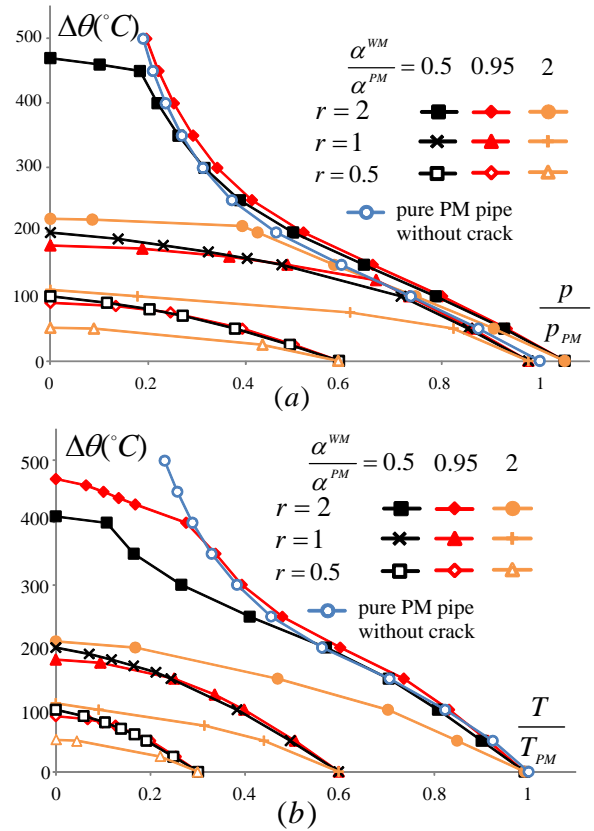 Δθ(°C)
500
400
300
200
100
0
0 0.2 0.4 0.6 0.8 1
α^WM / α^PM = 0.5 0.95 2
r = 2
r = 1
r = 0.5
pure PM pipe
without crack
p / p_PM
(a)
Δθ(°C)
500
400
300
200
100
0
0 0.2 0.4 0.6 0.8 1
α^WM / α^PM = 0.5 0.95 2
r = 2
r = 1
r = 0.5
pure PM pipe
without crack
T / T_PM
(b)